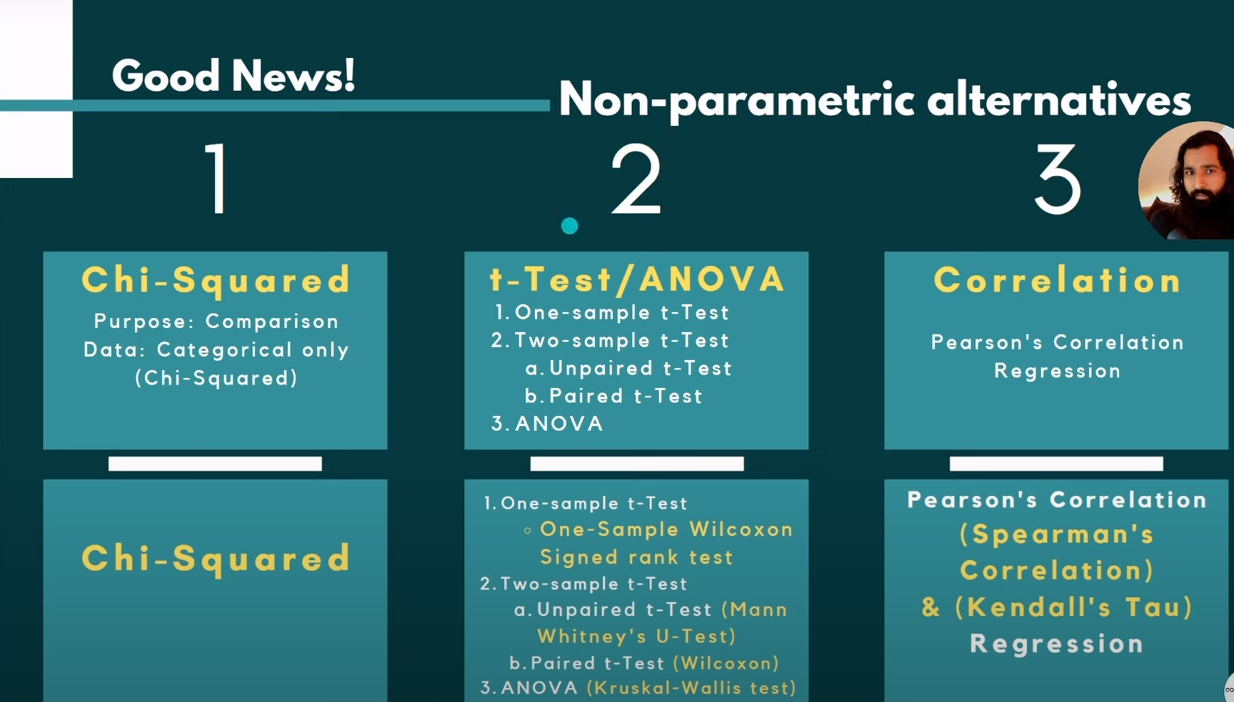 Good News!
Non-parametric alternatives
1
2
3
Chi-Squared
Purpose: Comparison
Data: Categorical only
(Chi-Squared)
t-Test/ANOVA
1. One-sample t-Test
2. Two-sample t-Test
a. Unpaired t-Test
b. Paired t-Test
3. ANOVA
Correlation
Pearson's Correlation
Regression
Chi-Squared
1. One-sample t-Test
◦ One-Sample Wilcoxon
Signed rank test
2. Two-sample t-Test
a. Unpaired t-Test (Mann
Whitney's U-Test)
b. Paired t-Test (Wilcoxon)
3. ANOVA (Kruskal-Wallis test)
Pearson's Correlation
(Spearman's
Correlation)
& (Kendall's Tau)
Regression